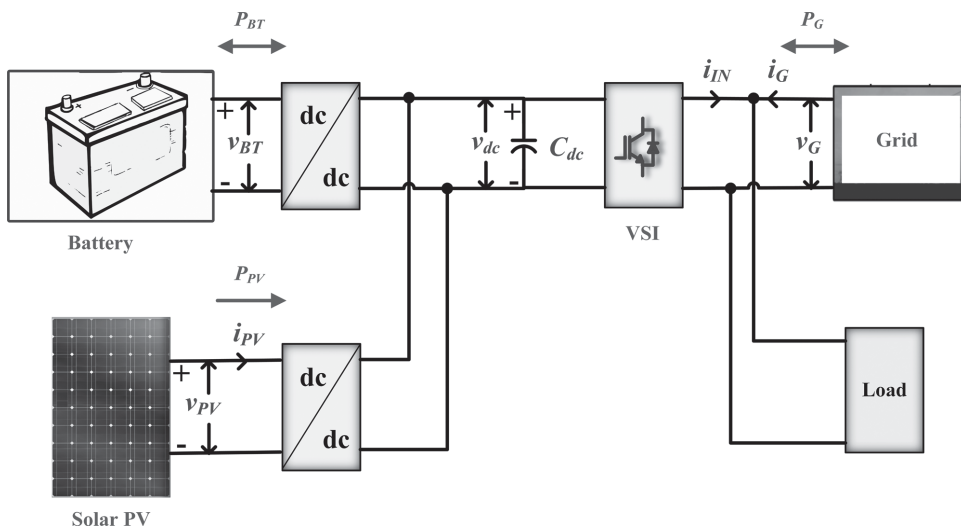 P_BT
P_G
i_IN
i_G
+
v_BT
-
dc
dc
+
v_dc
-
C_dc
v_G
Grid
Battery
VSI
P_PV
i_PV
+
v_PV
-
dc
dc
Load
Solar PV